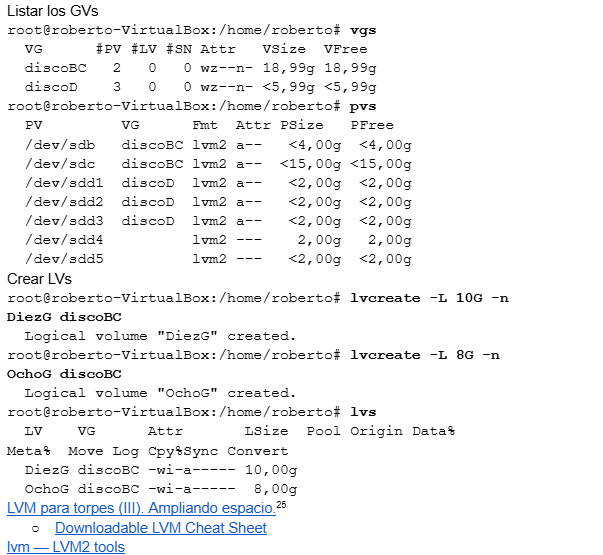 Listar los GVs
root@roberto-VirtualBox:/home/roberto# vgs
VG #PV #LV #SN Attr VSize VFree
discoBC 2 0 0 wz--n- 18,99g 18,99g
discoD 3 0 0 wz--n- <5,99g <5,99g
root@roberto-VirtualBox:/home/roberto# pvs
PV VG Fmt Attr PSize PFree
/dev/sdb discoBC lvm2 a-- <4,00g <4,00g
/dev/sdc discoBC lvm2 a-- <15,00g <15,00g
/dev/sdd1 discoD lvm2 a-- <2,00g <2,00g
/dev/sdd2 discoD lvm2 a-- <2,00g <2,00g
/dev/sdd3 discoD lvm2 a-- <2,00g <2,00g
/dev/sdd4 lvm2 --- 2,00g 2,00g
/dev/sdd5 lvm2 --- <2,00g <2,00g
Crear LVs
root@roberto-VirtualBox:/home/roberto# lvcreate -L 10G -n
DiezG discoBC
Logical volume "DiezG" created.
root@roberto-VirtualBox:/home/roberto# lvcreate -L 8G -n
OchoG discoBC
Logical volume "OchoG" created.
root@roberto-VirtualBox:/home/roberto# lvs
LV VG Attr LSize Pool Origin Data%
Meta% Move Log Cpy%Sync Convert
DiezG discoBC -wi-a----- 10,00g
OchoG discoBC -wi-a----- 8,00g
LVM para torpes (III). Ampliando espacio.25
○ Downloadable LVM Cheat Sheet
lvm — LVM2 tools